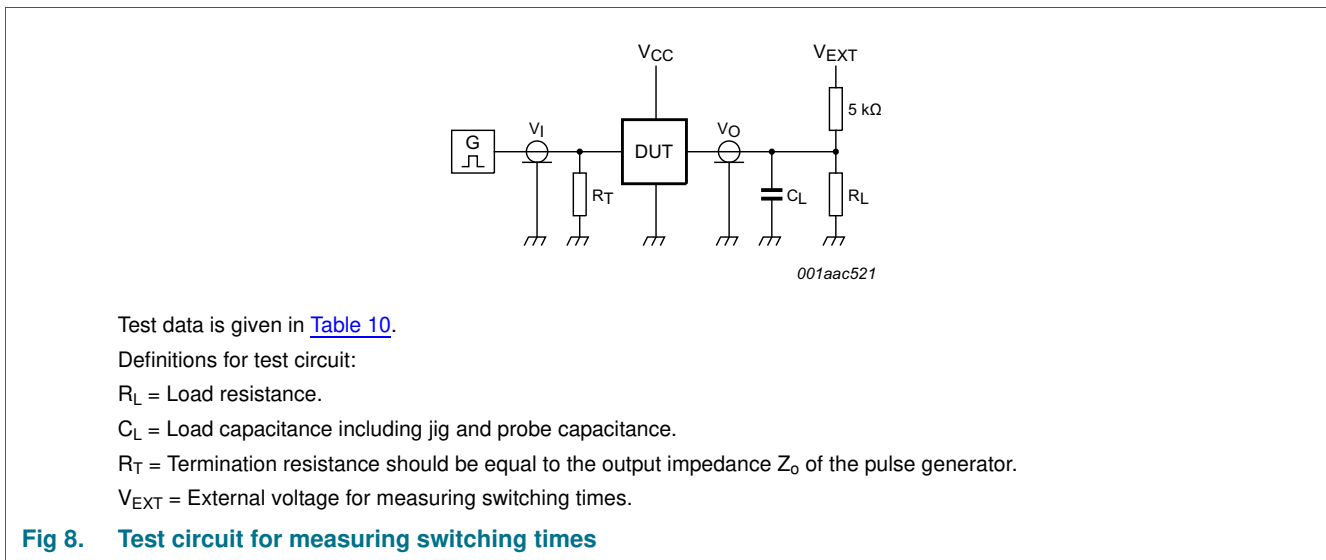 VCC
VEXT
5 kΩ
G
VI
DUT
VO
RT
CL
RL
001aac521
Test data is given in Table 10.
Definitions for test circuit:
RL = Load resistance.
CL = Load capacitance including jig and probe capacitance.
RT = Termination resistance should be equal to the output impedance Zo of the pulse generator.
VEXT = External voltage for measuring switching times.
Fig 8. Test circuit for measuring switching times